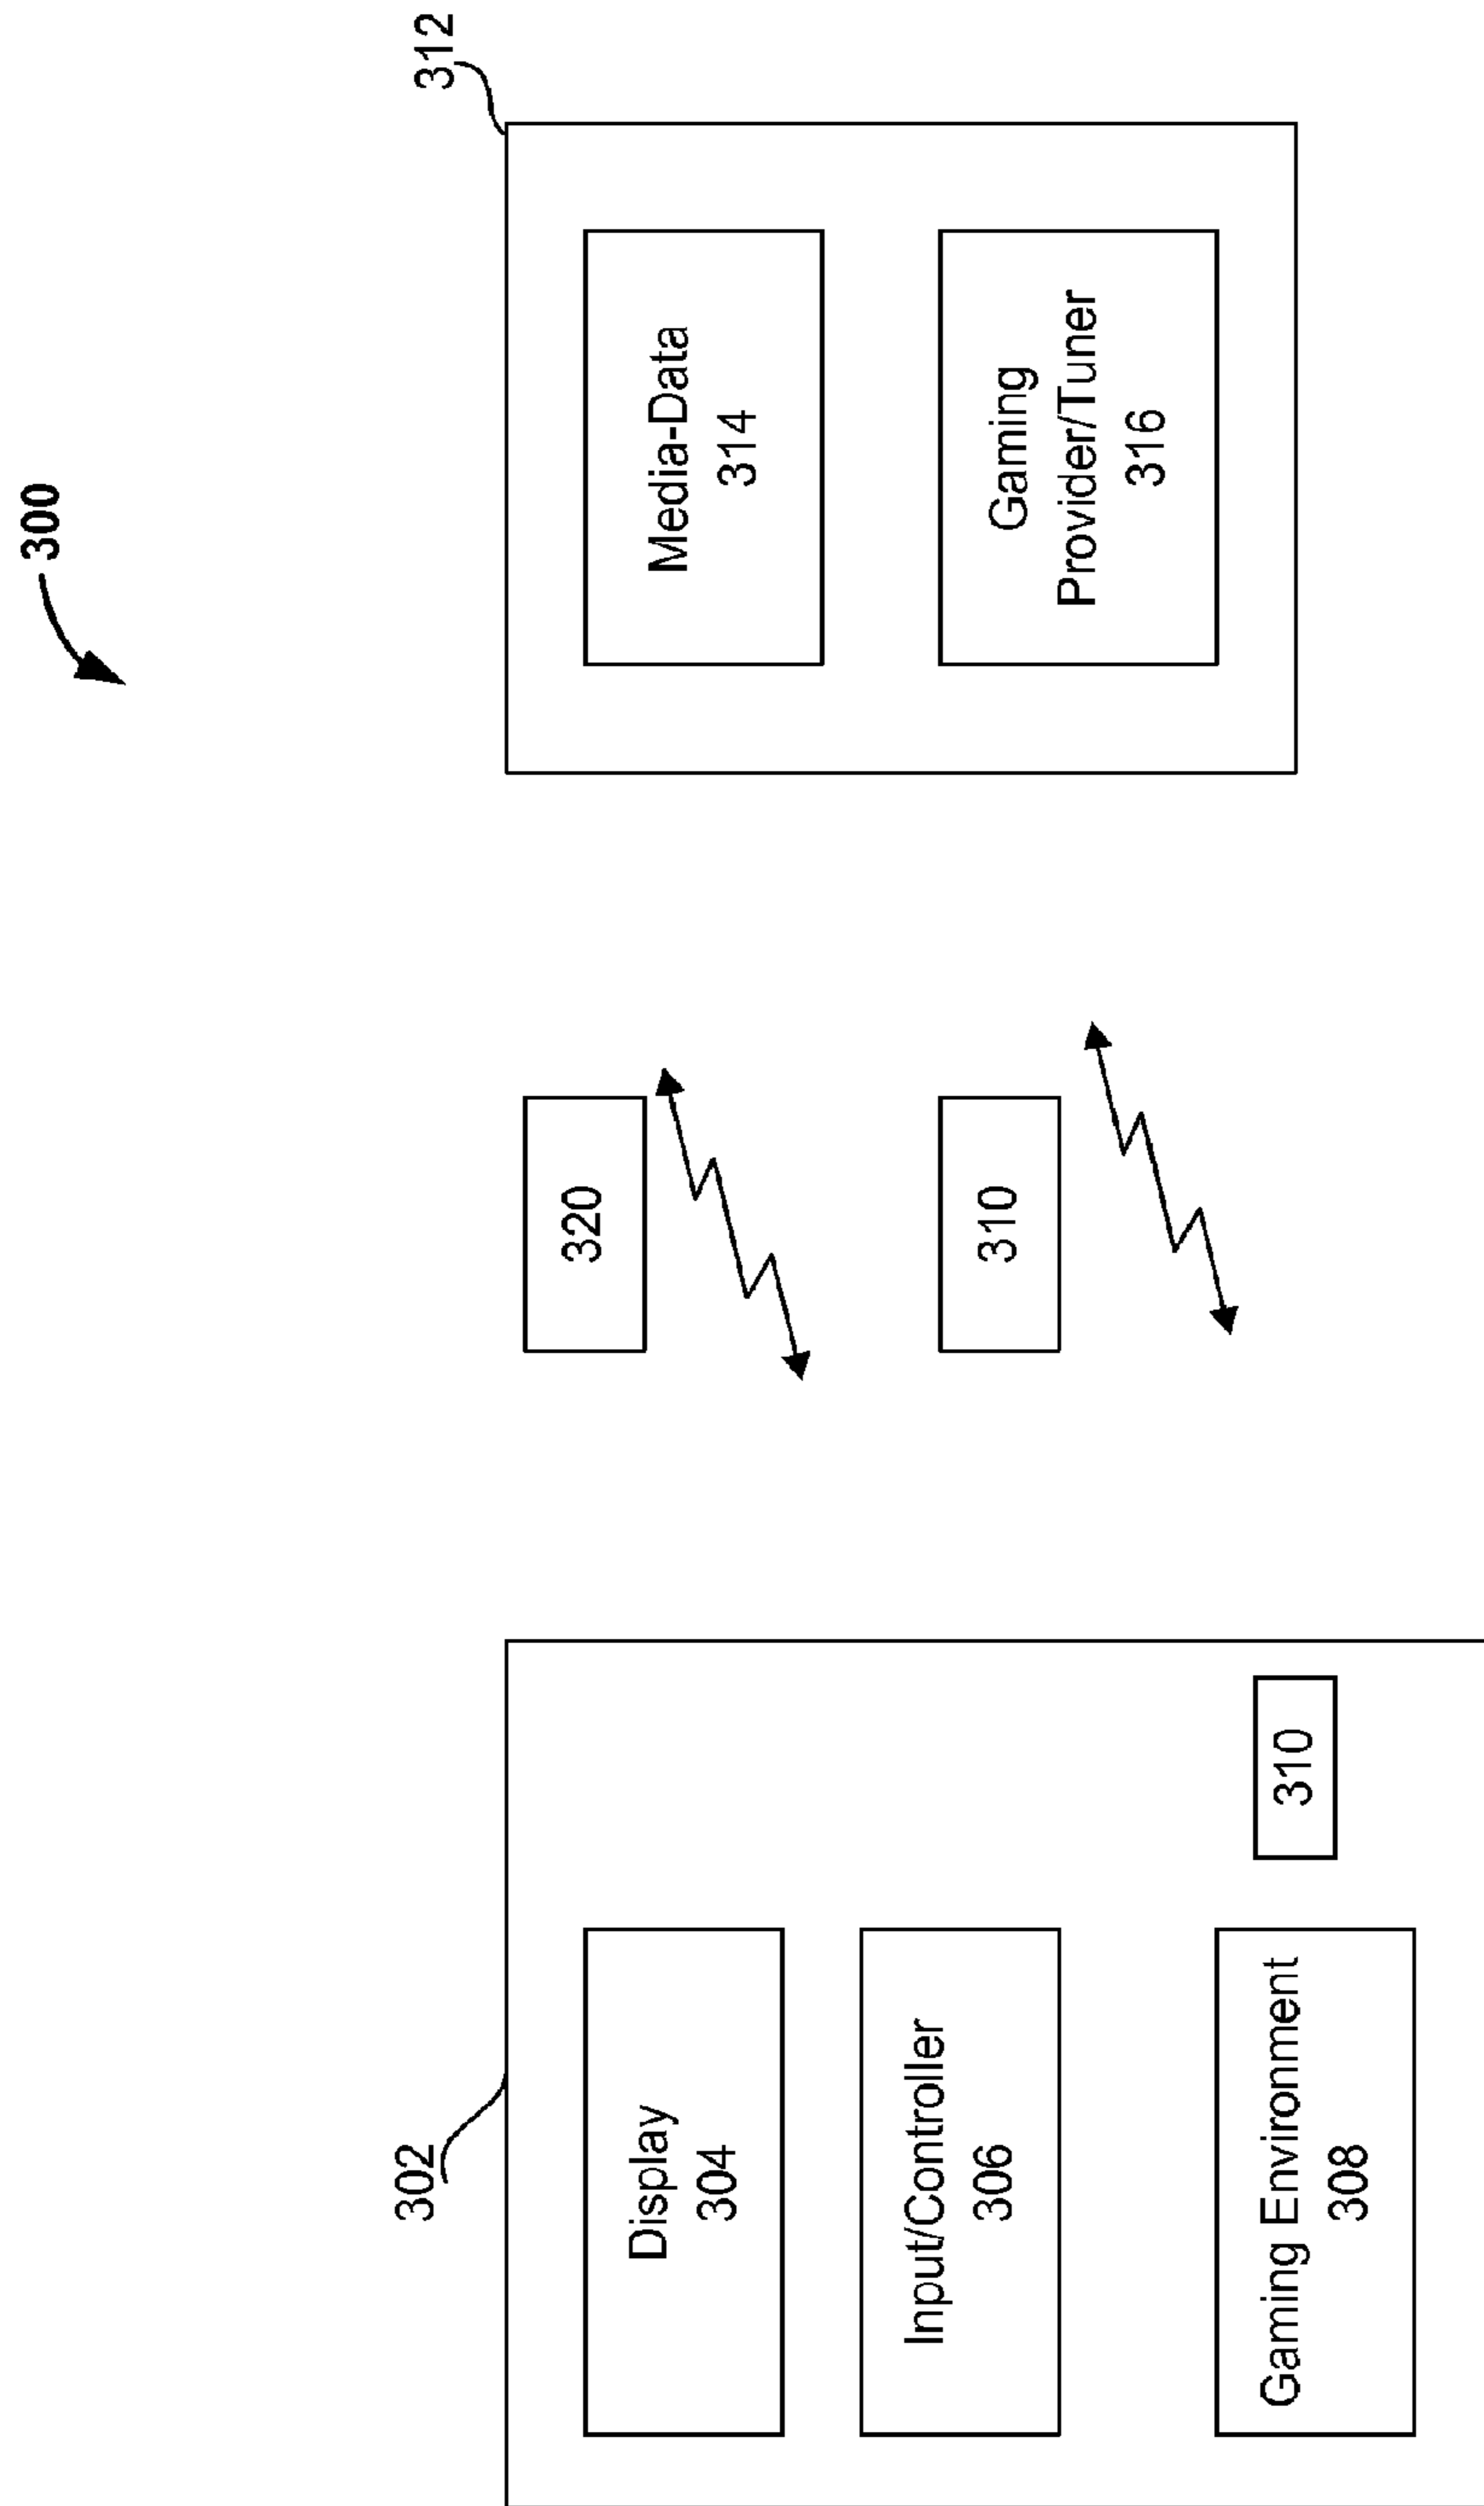 300
302
Display
304
Input/Controller
306
Gaming Environment
308
310
320
310
312
Media-Data
314
Gaming
Provider/Tuner
316